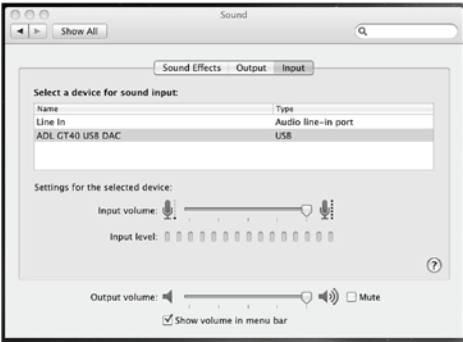 Sound
Show All
Sound Effects Output Input
Select a device for sound input:
Name Type
Line In Audio line-in port
ADL GT40 USB DAC USB
Settings for the selected device:
Input volume:
Input level:
?
Output volume: Mute
Show volume in menu bar